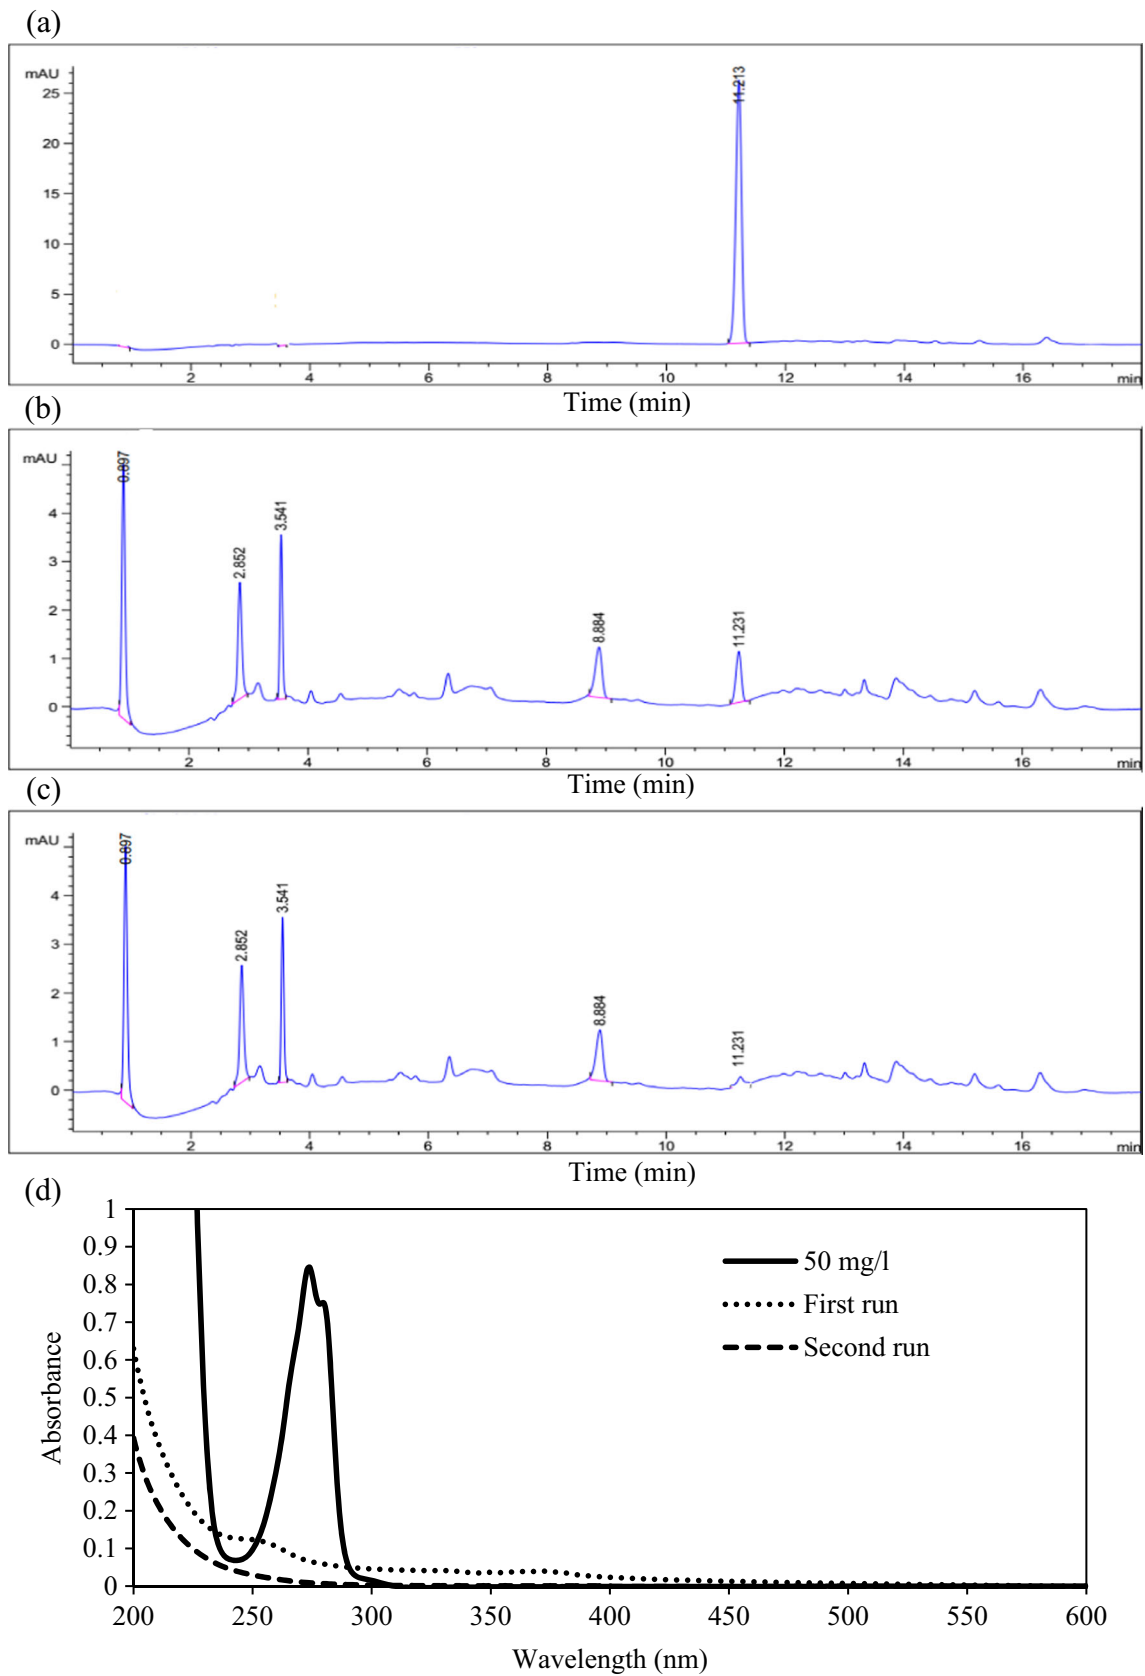 (a)
mAU
25
20
15
10
5
0
11.213
2 4 6 8 10 12 14 16 min
Time (min)
(b)
mAU
4
3
2
1
0
0.897
2.852
3.541
8.884
11.231
2 4 6 8 10 12 14 16 min
Time (min)
(c)
mAU
4
3
2
1
0
0.897
2.852
3.541
8.884
11.231
2 4 6 8 10 12 14 16 min
Time (min)
(d)
1
0.9
0.8
0.7
0.6
0.5
0.4
0.3
0.2
0.1
0
Absorbance
50 mg/l
First run
Second run
200 250 300 350 400 450 500 550 600
Wavelength (nm)